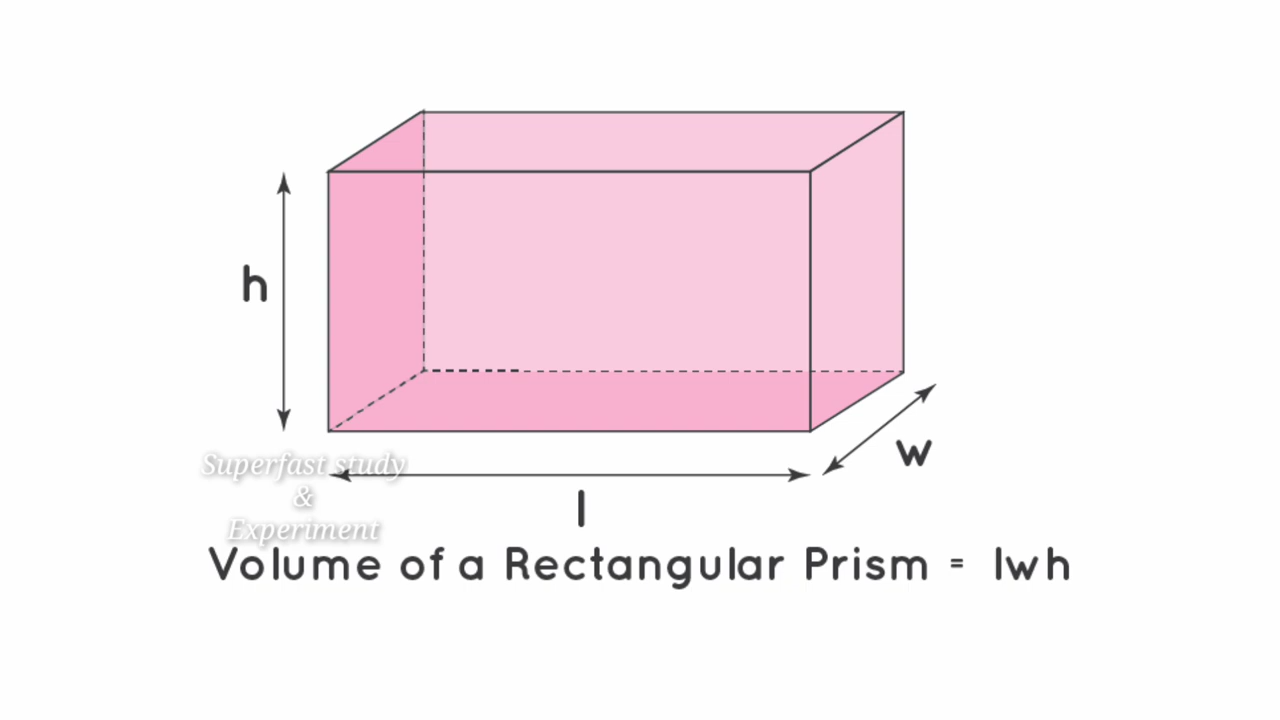 h
w
Superfast study
&
Experiment
l
Volume of a Rectangular Prism = lwh